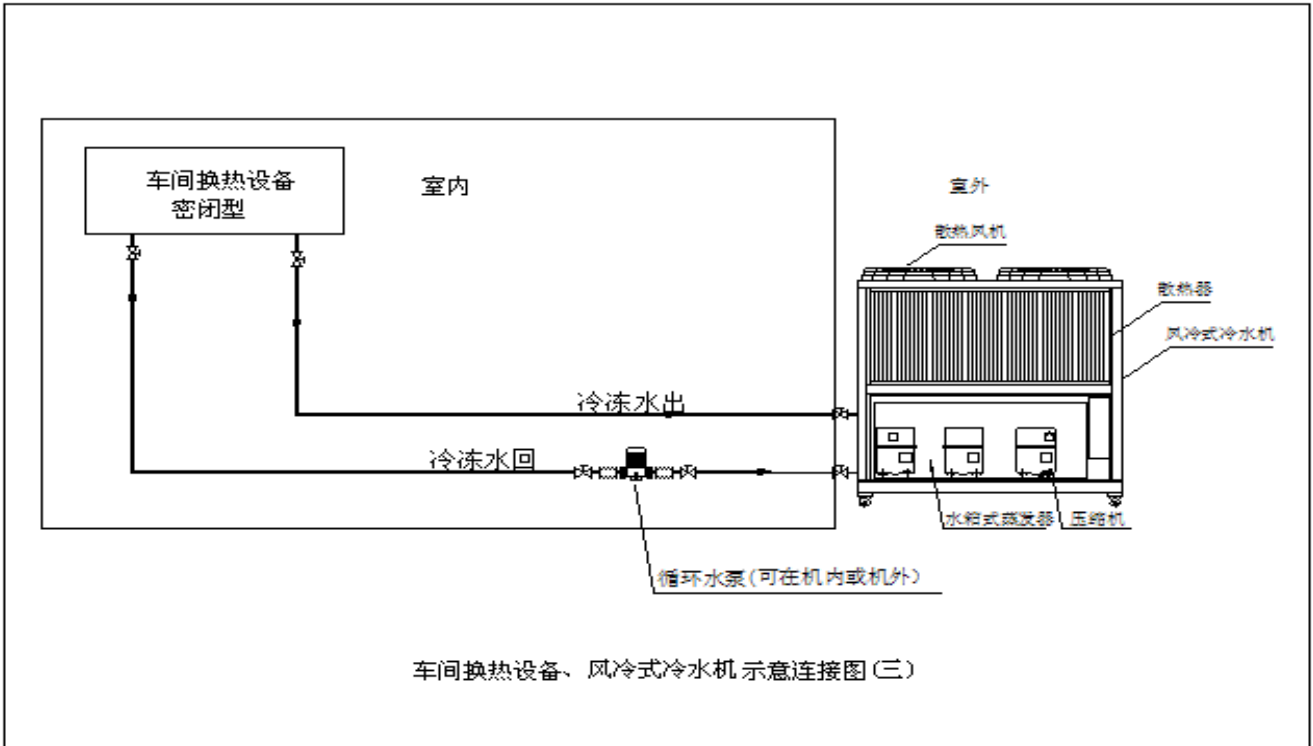 车间换热设备
密闭型
室内
室外
散热风机
散热器
风冷式冷水机
冷冻水出
冷冻水回
水箱式蒸发器
压缩机
循环水泵(可在机内或机外)
车间换热设备、风冷式冷水机示意连接图(三)